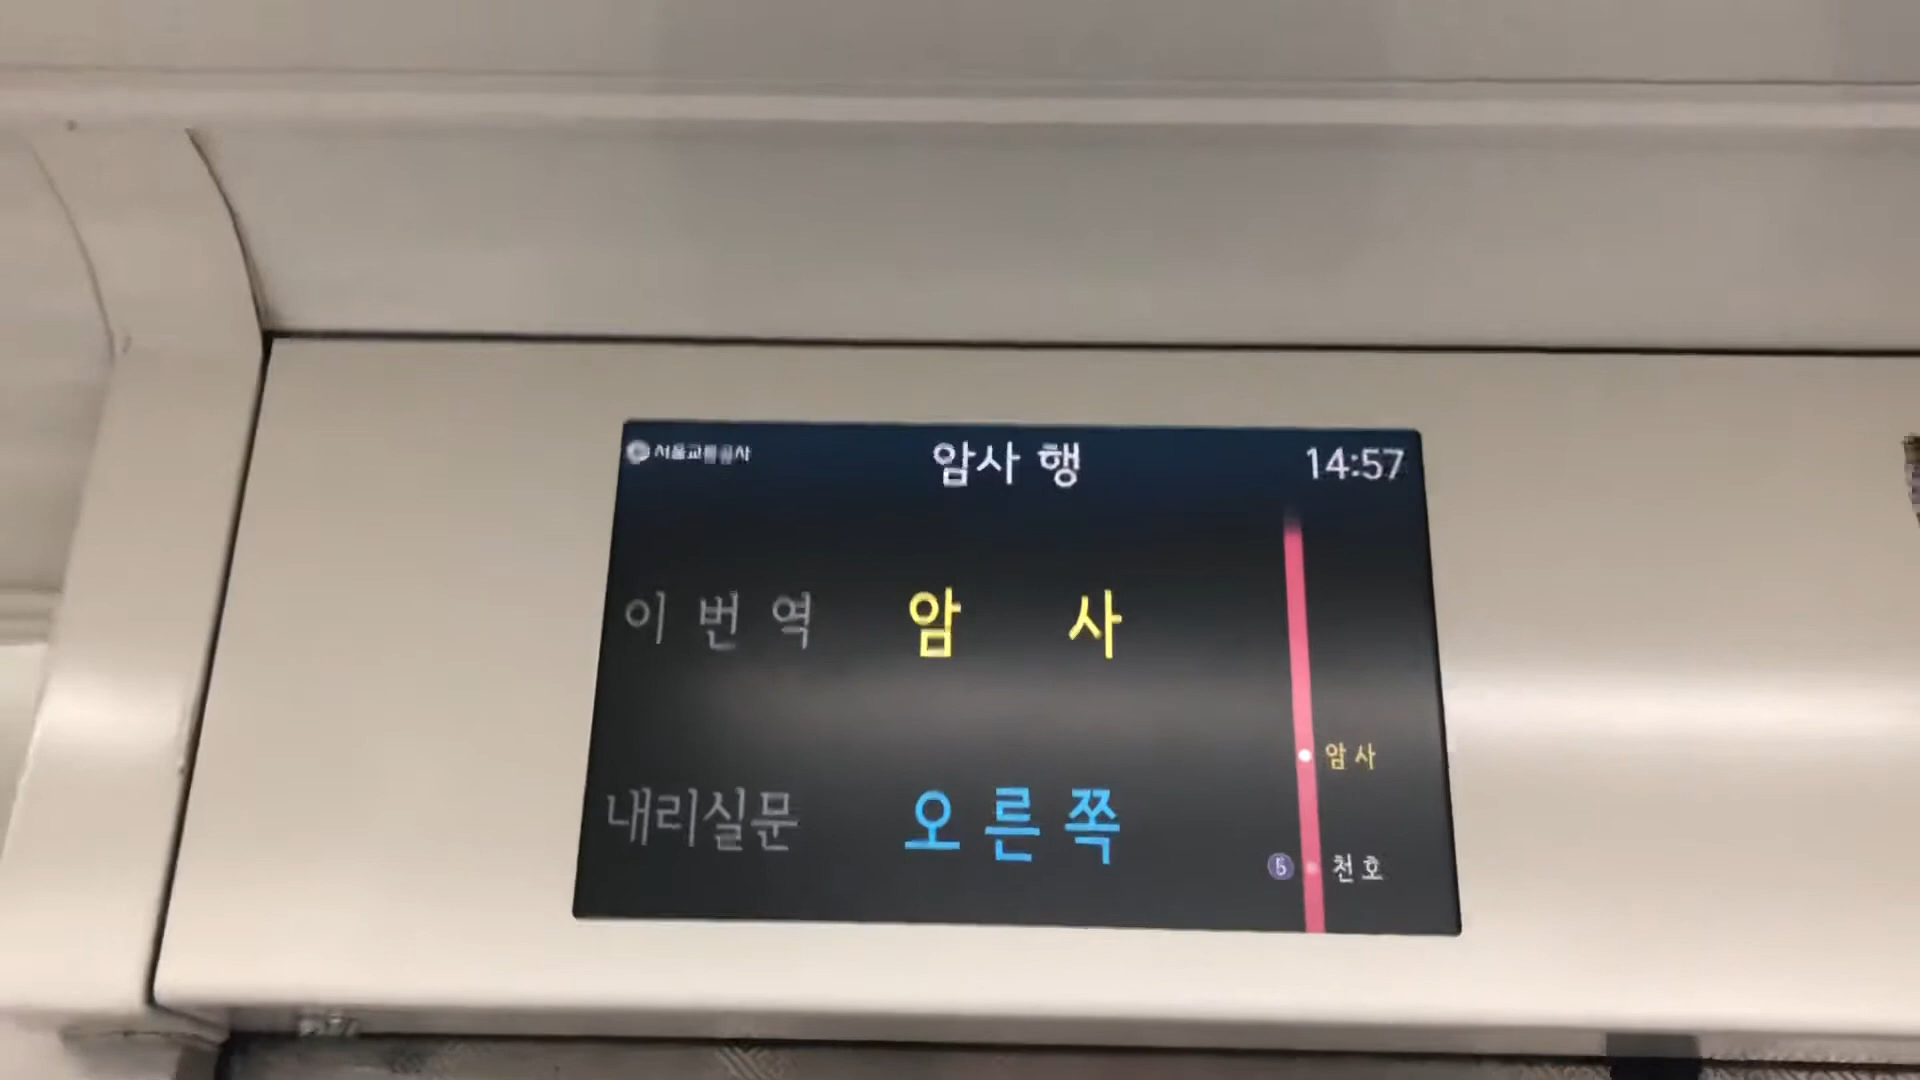 서울교통공사
암사 행
14:57
이번역 암사
내리실문 오른쪽
암사
5 천호